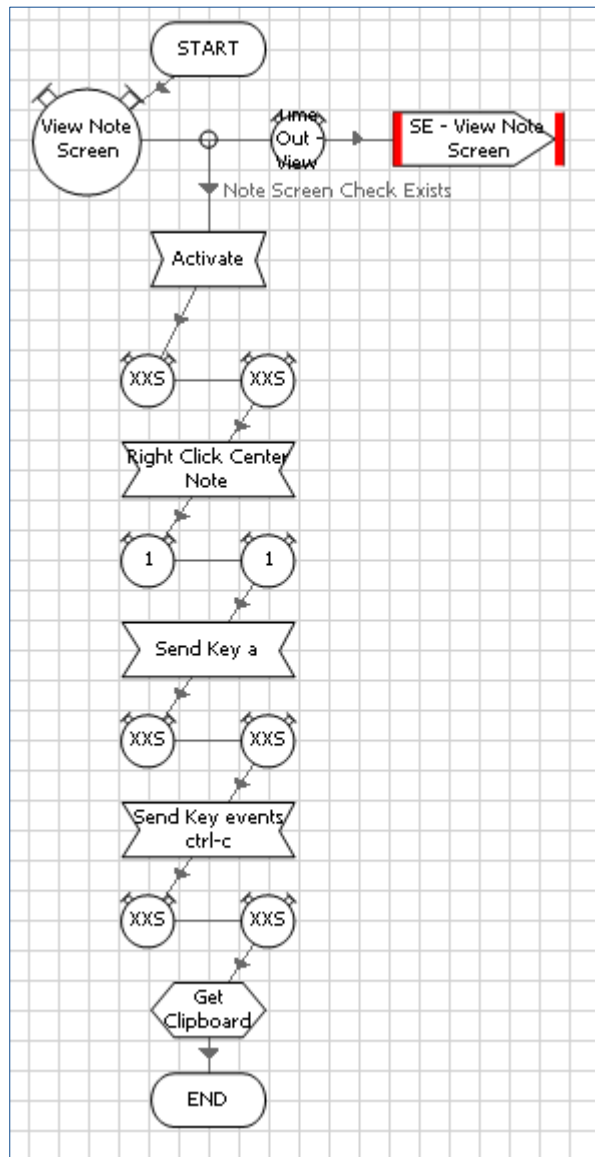 START
View Note
Screen
Time
Out -
View
SE - View Note
Screen
Note Screen Check Exists
Activate
XXS XXS
Right Click Center
Note
1 1
Send Key a
XXS XXS
Send Key events
ctrl-c
XXS XXS
Get
Clipboard
END